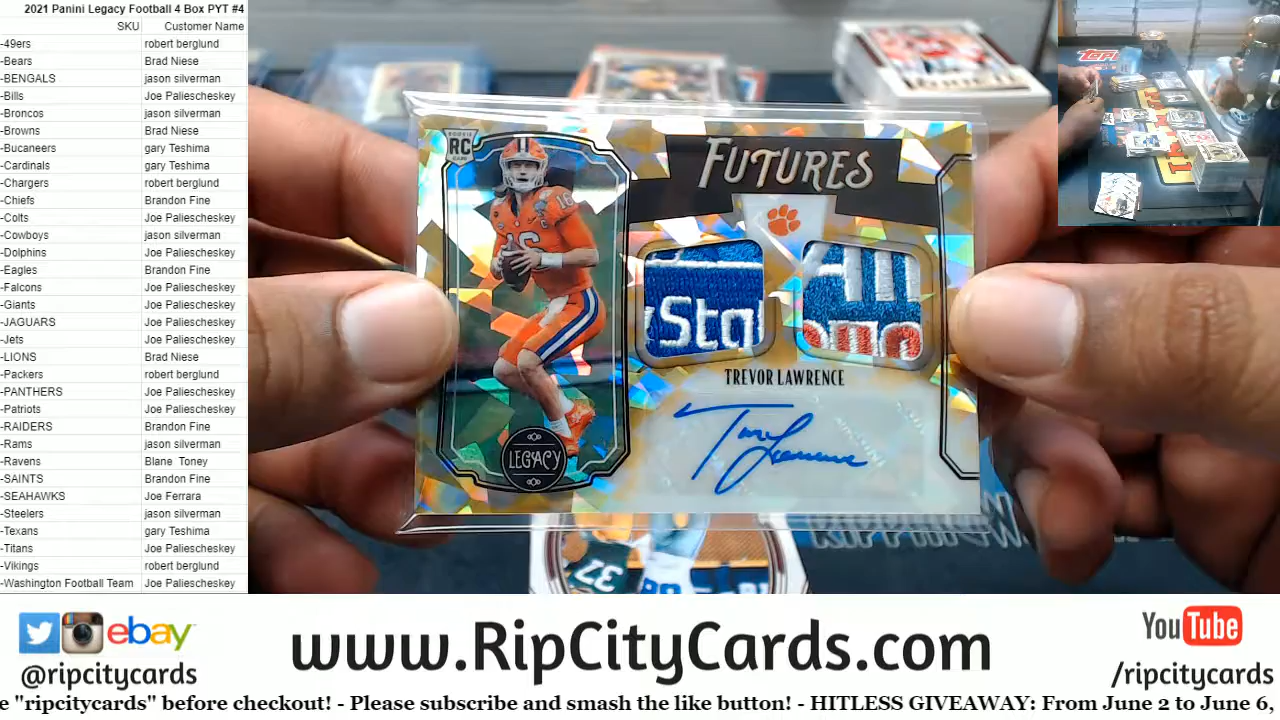 2021 Panini Legacy Football 4 Box PYT #4
SKU Customer Name
-49ers robert berglund
-Bears Brad Niese
-BENGALS jason silverman
-Bills Joe Paliescheskey
-Broncos jason silverman
-Browns Brad Niese
-Bucaneers gary Teshima
-Cardinals gary Teshima
-Chargers robert berglund
-Chiefs Brandon Fine
-Colts Joe Paliescheskey
-Cowboys jason silverman
-Dolphins Joe Paliescheskey
-Eagles Brandon Fine
-Falcons Joe Paliescheskey
-Giants Joe Paliescheskey
-JAGUARS Joe Paliescheskey
-Jets Joe Paliescheskey
-LIONS Brad Niese
-Packers robert berglund
-PANTHERS Joe Paliescheskey
-Patriots Joe Paliescheskey
-RAIDERS Brandon Fine
-Rams jason silverman
-Ravens Blane Toney
-SAINTS Brandon Fine
-SEAHAWKS Joe Ferrara
-Steelers jason silverman
-Texans gary Teshima
-Titans Joe Paliescheskey
-Vikings robert berglund
-Washington Football Team Joe Paliescheskey
ROOKIE
RC
CARD
FUTURES
16
16
Sta
TREVOR LAWRENCE
LEGACY
37
TOPPS
ebay
@ripcitycards
www.RipCityCards.com
YouTube
/ripcitycards
e "ripcitycards" before checkout! - Please subscribe and smash the like button! - HITLESS GIVEAWAY: From June 2 to June 6,